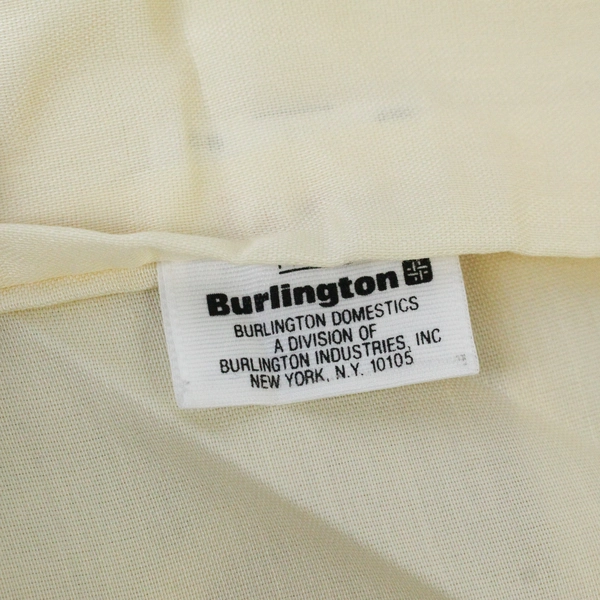 Burlington
BURLINGTON DOMESTICS
A DIVISION OF
BURLINGTON INDUSTRIES, INC
NEW YORK, N.Y. 10105